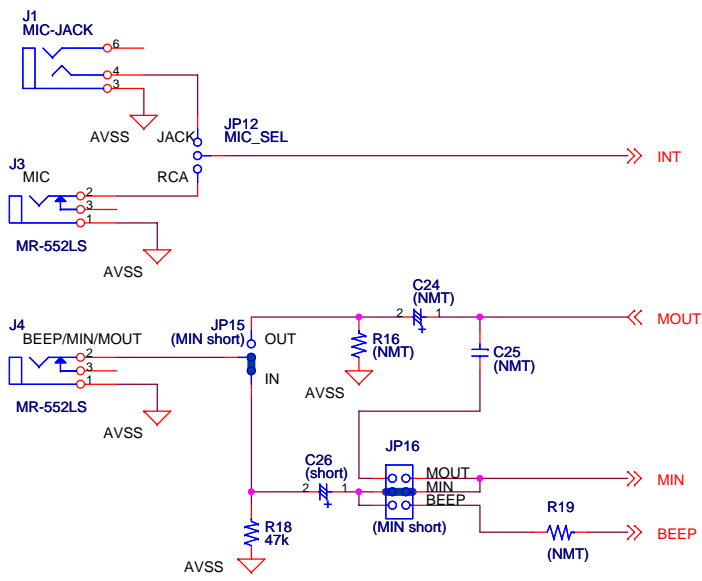 J1
MIC-JACK
6
4
3
AVSS
JACK
JP12
MIC_SEL
INT
J3
MIC
RCA
2
3
1
MR-552LS
AVSS
C24
(NMT)
2
1
JP15
(MIN short)
OUT
MOUT
J4
BEEP/MIN/MOUT
R16
(NMT)
C25
(NMT)
2
3
1
IN
AVSS
MR-552LS
AVSS
JP16
C26
(short)
MOUT
MIN
MIN
2
1
BEEP
R18
47k
(MIN short)
R19
(NMT)
BEEP
AVSS